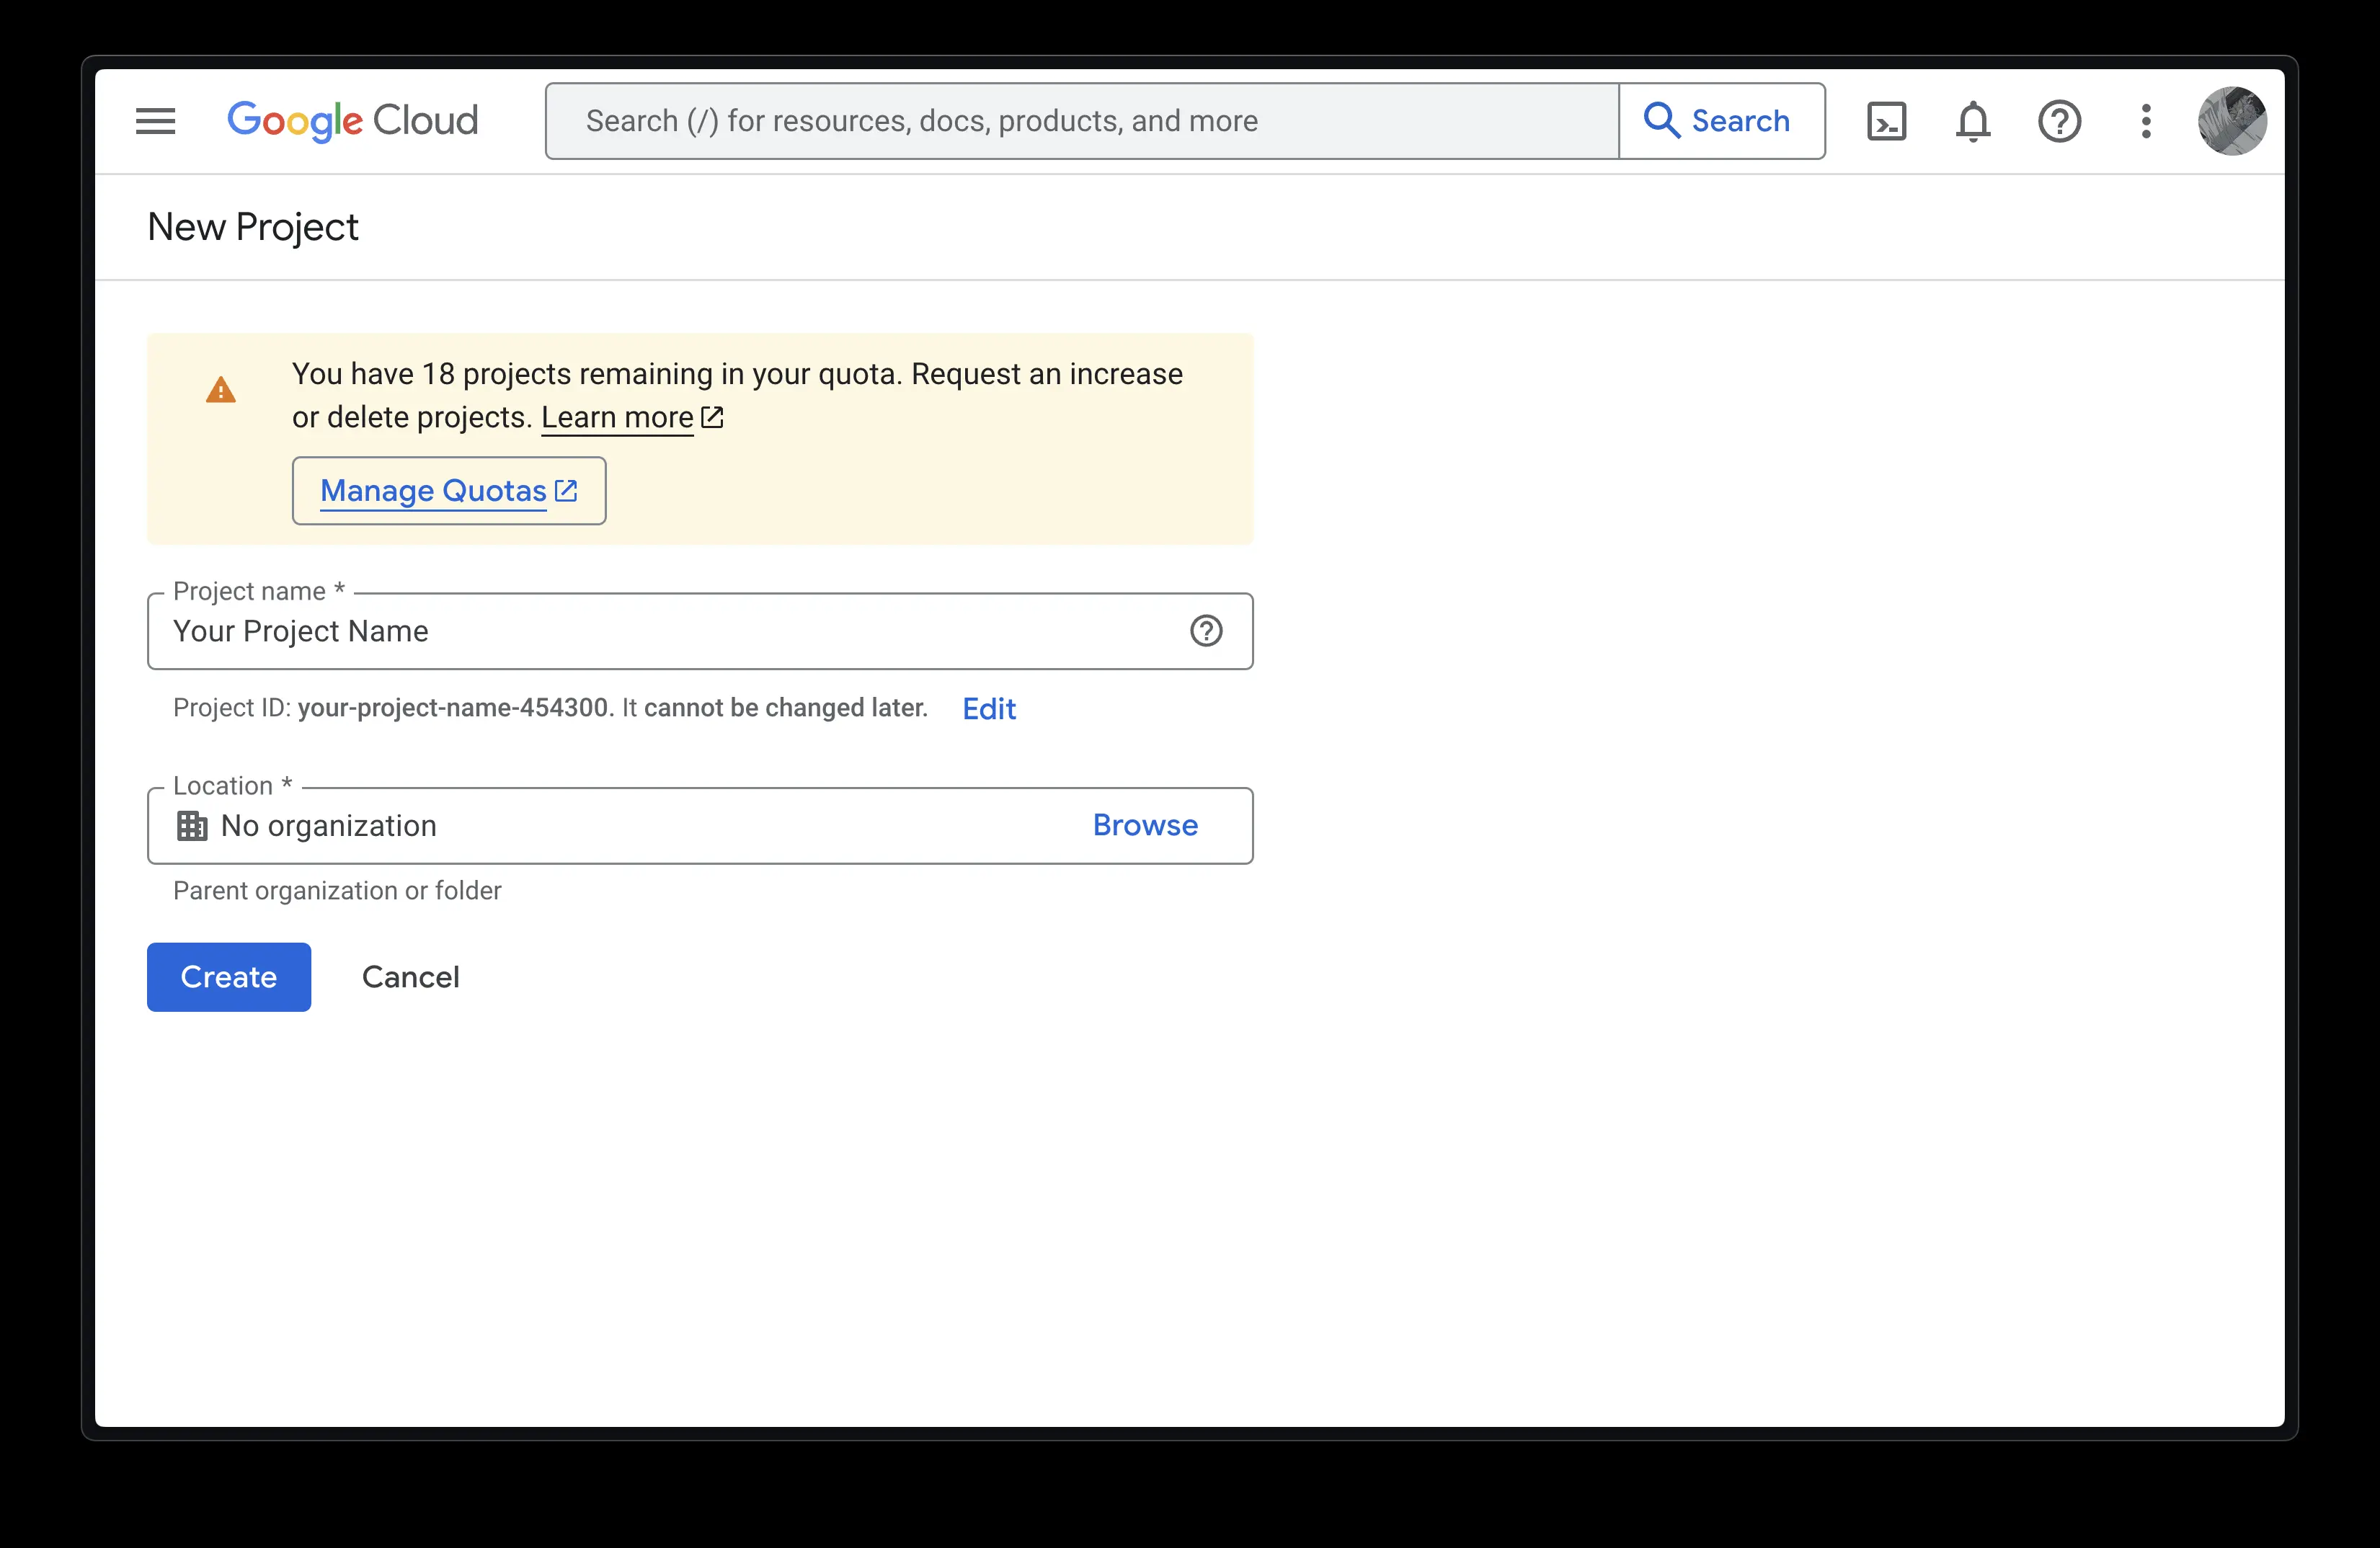 Google Cloud
Search (/) for resources, docs, products, and more
Search
New Project
You have 18 projects remaining in your quota. Request an increase
or delete projects. Learn more
Manage Quotas
Project name *
Your Project Name
Project ID: your-project-name-454300. It cannot be changed later. Edit
Location *
No organization
Browse
Parent organization or folder
Create
Cancel